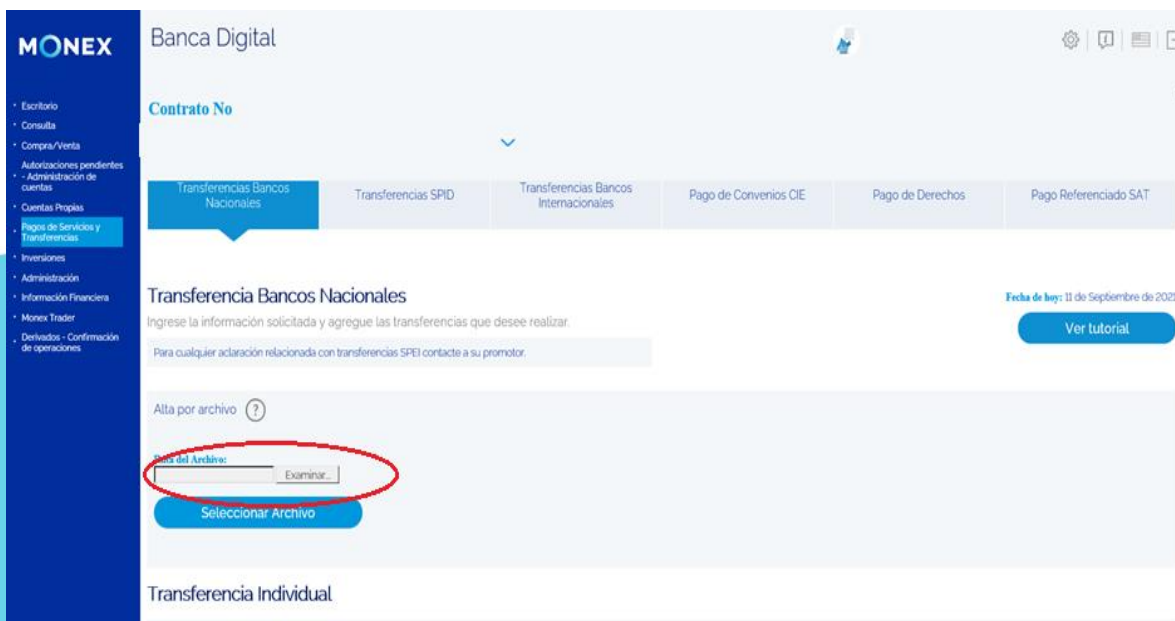 MONEX
Banca Digital
Escritorio
Consulta
Compra/Venta
Autorizaciones pendientes
- Administración de
cuentas
Cuentas Propias
Pagos de Servicios y
Transferencias
Inversiones
Administración
Información Financiera
Monex Trader
Derivados - Confirmación
de operaciones
Contrato No
Transferencias Bancos
Nacionales
Transferencias SPID
Transferencias Bancos
Internacionales
Pago de Convenios CIE
Pago de Derechos
Pago Referenciado SAT
Transferencia Bancos Nacionales
Fecha de hoy: 11 de Septiembre de 2021
Ingrese la información solicitada y agregue las transferencias que desee realizar.
Ver tutorial
Para cualquier aclaración relacionada con transferencias SPEI contacte a su promotor.
Alta por archivo ?
Ruta del Archivo:
Examinar...
Seleccionar Archivo
Transferencia Individual